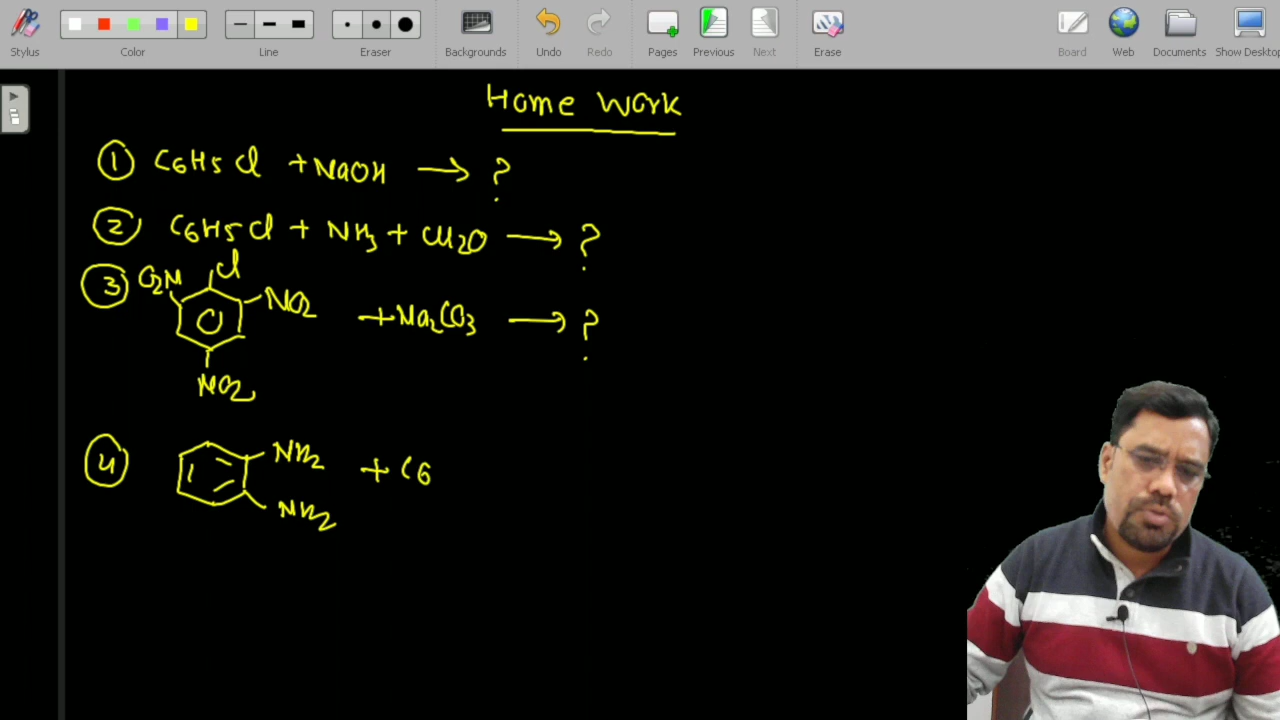 Stylus Color Line Eraser Backgrounds Undo Redo Pages Previous Next Erase Board Web Documents Show Desktop
Home Work
① C6H5Cl + NaOH → ?
② C6H5Cl + NH3 + CU2O → ?
③ O2N Cl NO2 NO2 + Na2CO3 → ?
④ NH2 NH2 + C6